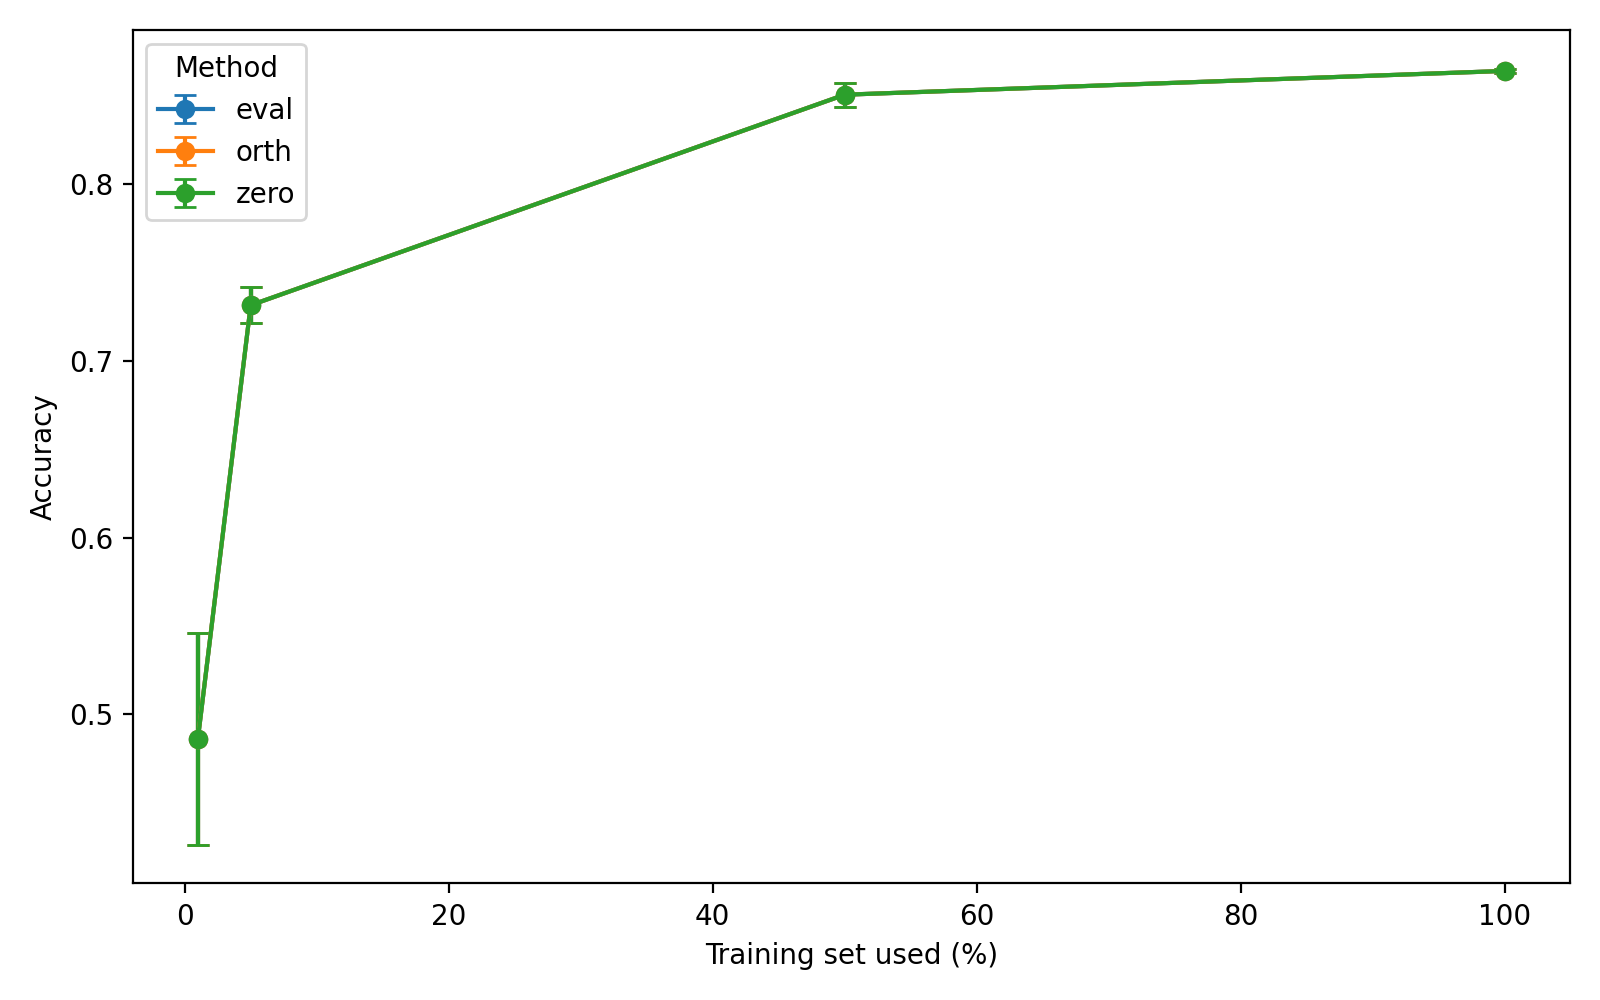 Method
eval
orth
zero
Accuracy
0.8
0.7
0.6
0.5
0 20 40 60 80 100
Training set used (%)